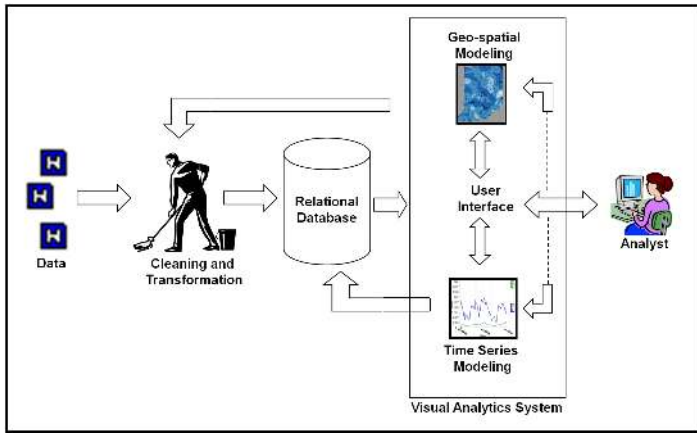 Geo-spatial
Modeling
Data
Cleaning and
Transformation
Relational
Database
User
Interface
Analyst
Time Series
Modeling
Visual Analytics System